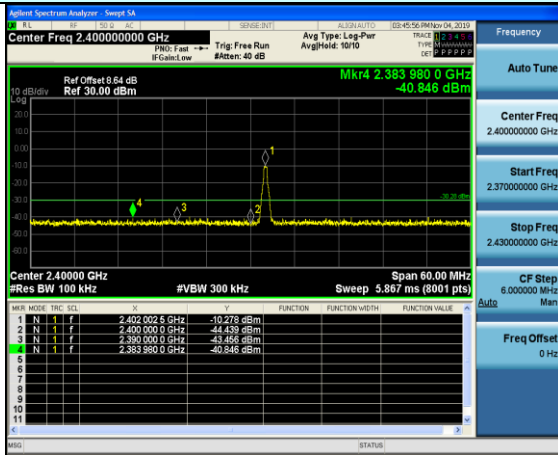 Agilent Spectrum Analyzer - Swept SA
RL RF 50 Ω AC SENSE:INT ALIGN AUTO 03:45:56 PM Nov 04, 2019
Center Freq 2.400000000 GHz
PNO: Fast
IFGain:Low
Trig: Free Run
#Atten: 40 dB
Avg Type: Log-Pwr
Avg|Hold: 10/10
TRACE 1 2 3 4 5 6
TYPE M
DET P P P P P P
Frequency
Ref Offset 8.64 dB
Ref 30.00 dBm
Mkr4 2.383 980 0 GHz
-40.846 dBm
10 dB/div
Log
20.0
10.0
0.00
-10.0
-20.0
-30.0
-40.0
-50.0
-60.0
1
2
3
4
Center 2.40000 GHz
Span 60.00 MHz
#Res BW 100 kHz
#VBW 300 kHz
Sweep 5.867 ms (8001 pts)
MKR MODE TRC SCL X Y FUNCTION FUNCTION WIDTH FUNCTION VALUE
1 N 1 f 2.402 002 5 GHz -10.278 dBm
2 N 1 f 2.400 000 0 GHz -44.439 dBm
3 N 1 f 2.390 000 0 GHz -43.456 dBm
4 N 1 f 2.383 980 0 GHz -40.846 dBm
5
6
7
8
9
10
11
MSG
STATUS
Auto Tune
Center Freq
2.400000000 GHz
Start Freq
2.370000000 GHz
Stop Freq
2.430000000 GHz
CF Step
6.000000 MHz
Auto Man
Freq Offset
0 Hz